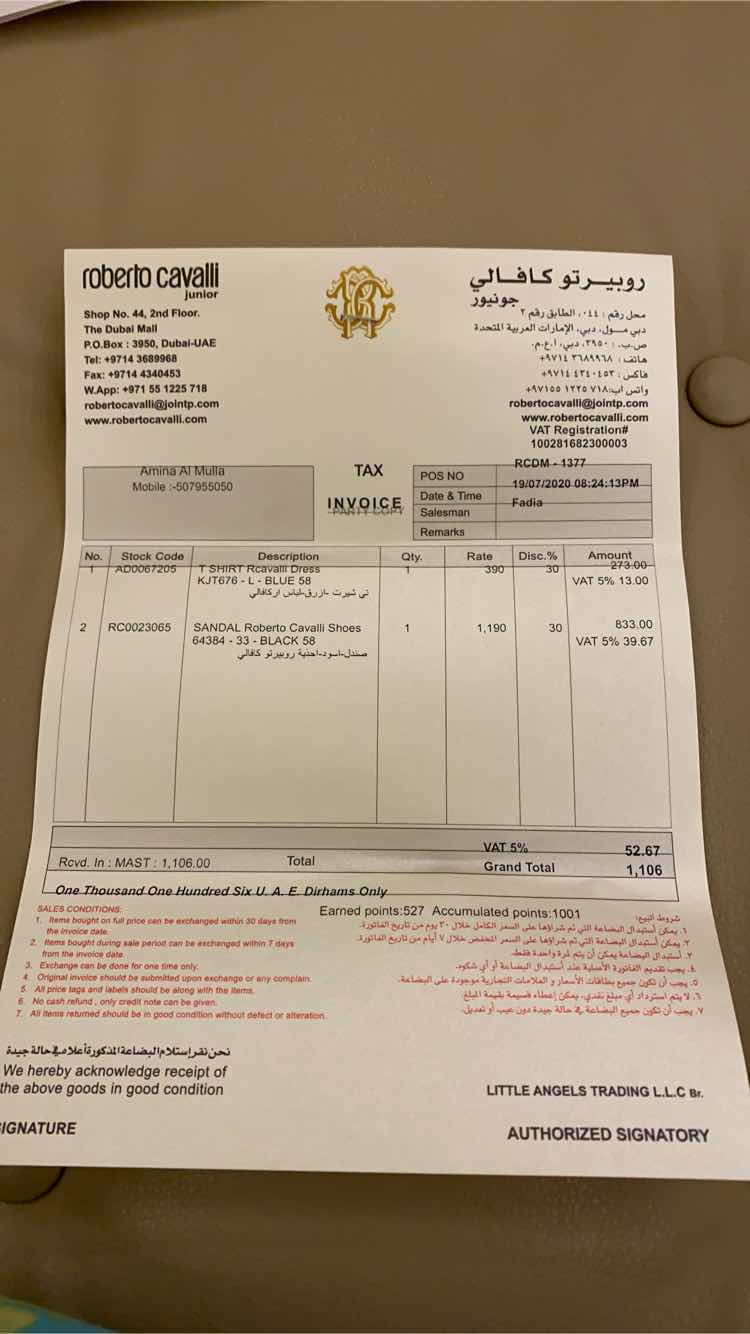 roberto cavalli
junior
Shop No. 44, 2nd Floor.
The Dubai Mall
P.O.Box : 3950, Dubai-UAE
Tel: +9714 3689968
Fax: +9714 4340453
W.App: +971 55 1225 718
robertocavalli@jointp.com
www.robertocavalli.com
روبيرتو كافالي
جونيور
محل رقم : ٠٤٤، الطابق رقم ٢
دبي مول، دبي، الإمارات العربية المتحدة
ص.ب.: ٣٩٥٠، دبي، أ.ع.م.
هاتف : ٣٦٨٩٩٦٨ ٩٧١٤+
فاكس : ٤٣٤٠٤٥٣ ٩٧١٤+
واتس اب: ٧١٨ ١٢٢٥ ٩٧١٥٥+
robertocavalli@jointp.com
www.robertocavalli.com
VAT Registration#
100281682300003
Amina Al Mulla
Mobile :-507955050
TAX
INVOICE
PARTY COPY
POS NO RCDM - 1377
Date & Time 19/07/2020 08:24:13PM
Salesman Fadia
Remarks
No. Stock Code Description Qty. Rate Disc.% Amount
1 AD0067205 T SHIRT Rcavalli Dress 1 390 30 273.00
KJT676 - L - BLUE 58 VAT 5% 13.00
تي شيرت -ازرق-لباس اركافالي
2 RC0023065 SANDAL Roberto Cavalli Shoes 1 1,190 30 833.00
64384 - 33 - BLACK 58 VAT 5% 39.67
صندل-اسود-احذية روبيرتو كافالي
VAT 5% 52.67
Rcvd. In : MAST : 1,106.00 Total Grand Total 1,106
One Thousand One Hundred Six U. A. E. Dirhams Only
Earned points:527 Accumulated points:1001
SALES CONDITIONS:
1. Items bought on full price can be exchanged within 30 days from
the invoice date.
2. Items bought during sale period can be exchanged within 7 days
from the invoice date.
3. Exchange can be done for one time only.
4. Original invoice should be submitted upon exchange or any complain.
5. All price tags and labels should be along with the items.
6. No cash refund , only credit note can be given.
7. All items returned should be in good condition without defect or alteration.
شروط البيع:
١. يمكن أستبدال البضاعة التي تم شراؤها على السعر الكامل خلال ٣٠ يوم من تاريخ الفاتورة.
٢. يمكن أستبدال البضاعة التي تم شراؤها على السعر المخفض خلال ٧ أيام من تاريخ الفاتورة.
٣. أستبدال البضاعة يمكن أن يتم لمرة واحدة فقط.
٤. يجب تقديم الفاتورة الأصلية عند أستبدال البضاعة أو أي شكوه.
٥. يجب أن تكون جميع بطاقات الأسعار و العلامات التجارية موجودة على البضاعة.
٦. لا يتم استرداد أي مبلغ نقدي، يمكن إعطاء قسيمة بقيمة المبلغ
٧. يجب أن تكون جميع البضاعة في حالة جيدة دون عيب أو تعديل.
نحن نقر إستلام البضاعة المذكورة أعلاه في حالة جيدة
We hereby acknowledge receipt of
the above goods in good condition
LITTLE ANGELS TRADING L.L.C Br.
SIGNATURE
AUTHORIZED SIGNATORY